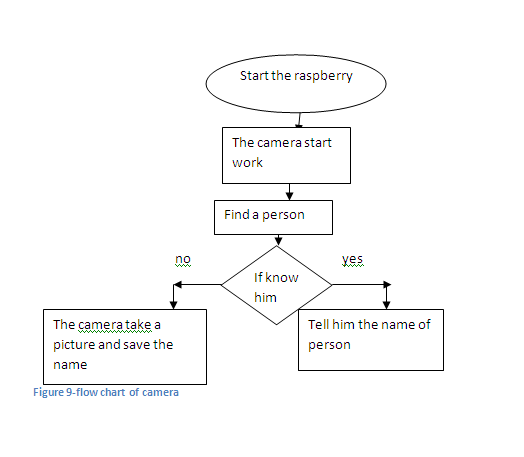 Start the raspberry
The camera start
work
Find a person
no
yes
If know
him
The camera take a
picture and save the
name
Tell him the name of
person
Figure 9-flow chart of camera